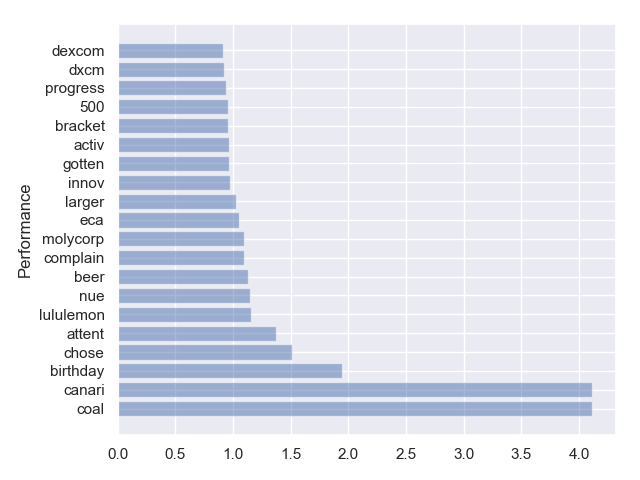 dexcom
dxcm
progress
500
bracket
activ
gotten
innov
larger
eca
molycorp
complain
beer
nue
lululemon
attent
chose
birthday
canari
coal
Performance
0.0 0.5 1.0 1.5 2.0 2.5 3.0 3.5 4.0